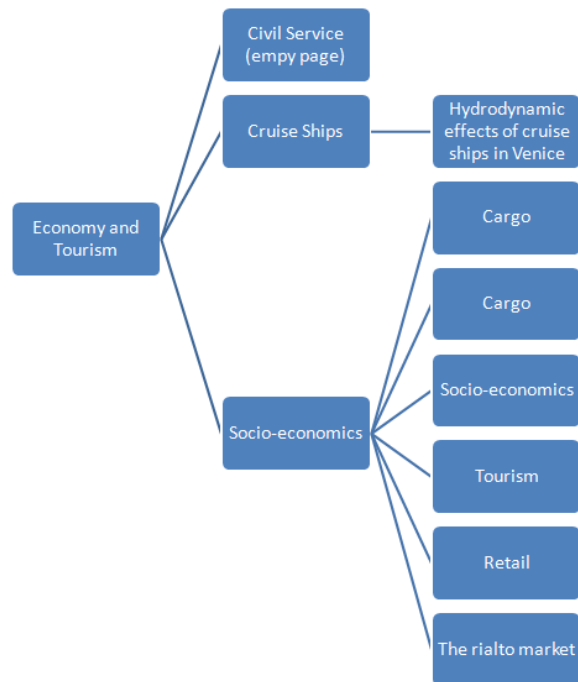 Civil Service
(empy page)
Cruise Ships
Hydrodynamic
effects of cruise
ships in Venice
Economy and
Tourism
Cargo
Cargo
Socio-economics
Socio-economics
Tourism
Retail
The rialto market